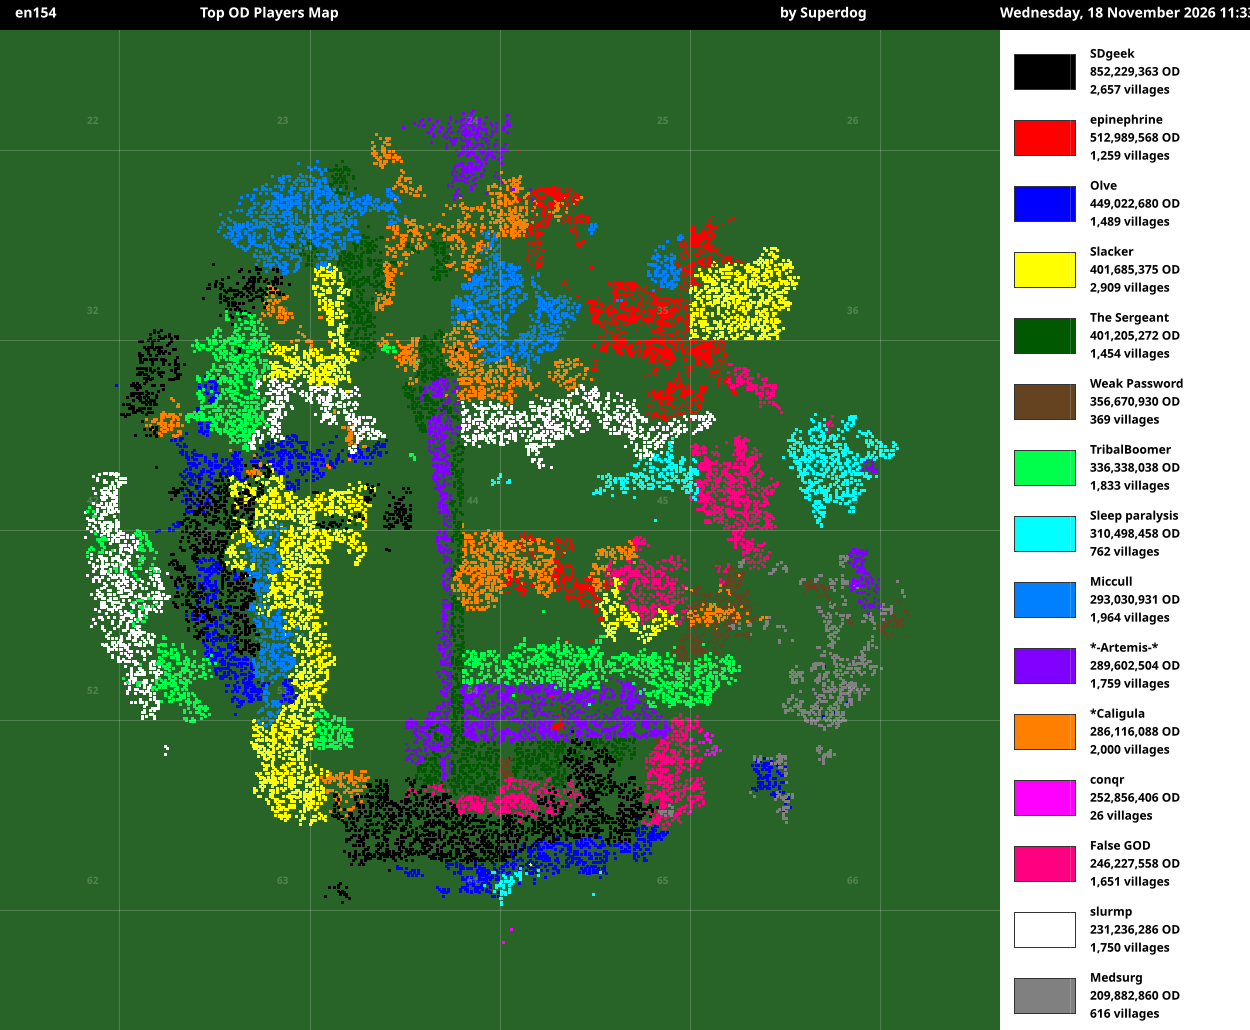 en154 Top OD Players Map by Superdog Wednesday, 18 November 2026
SDgeek
852,229,363 OD
2,657 villages
epinephrine
512,989,568 OD
1,259 villages
Olve
449,022,680 OD
1,489 villages
Slacker
401,685,375 OD
2,909 villages
The Sergeant
401,205,272 OD
1,454 villages
Weak Password
356,670,930 OD
369 villages
TribalBoomer
336,338,038 OD
1,833 villages
Sleep paralysis
310,498,458 OD
762 villages
Miccull
293,030,931 OD
1,964 villages
*-Artemis-*
289,602,504 OD
1,759 villages
*Caligula
286,116,088 OD
2,000 villages
conqr
252,856,406 OD
26 villages
False GOD
246,227,558 OD
1,651 villages
slurmp
231,236,286 OD
1,750 villages
Medsurg
209,882,860 OD
616 villages
22 23 24 25 26
32 35 36
44 45
52
62 63 65 66